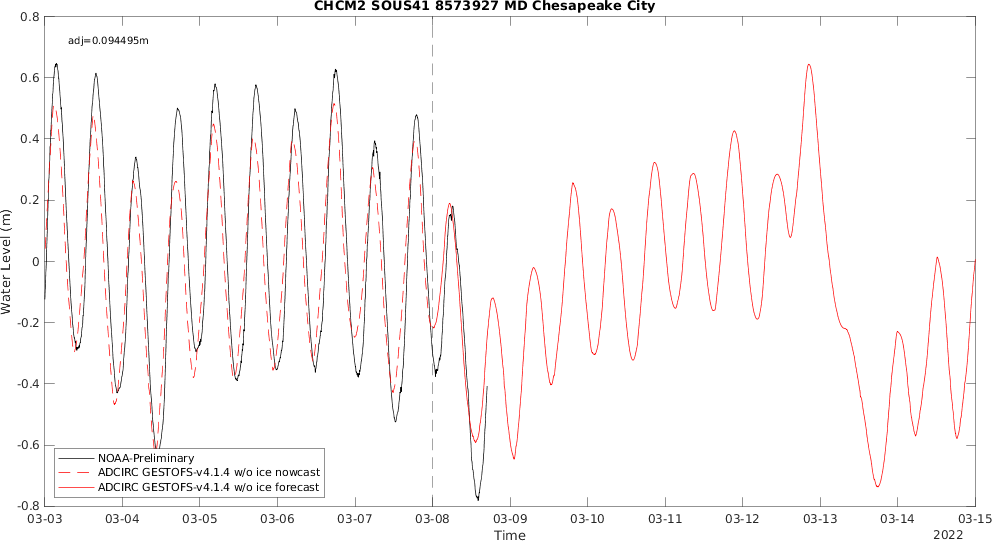 CHCM2 SOUS41 8573927 MD Chesapeake City
adj=0.094495m
0.8
0.6
0.4
0.2
0
-0.2
-0.4
-0.6
-0.8
Water Level (m)
NOAA-Preliminary
ADCIRC GESTOFS-v4.1.4 w/o ice nowcast
ADCIRC GESTOFS-v4.1.4 w/o ice forecast
03-03 03-04 03-05 03-06 03-07 03-08 03-09 03-10 03-11 03-12 03-13 03-14 03-15
Time
2022